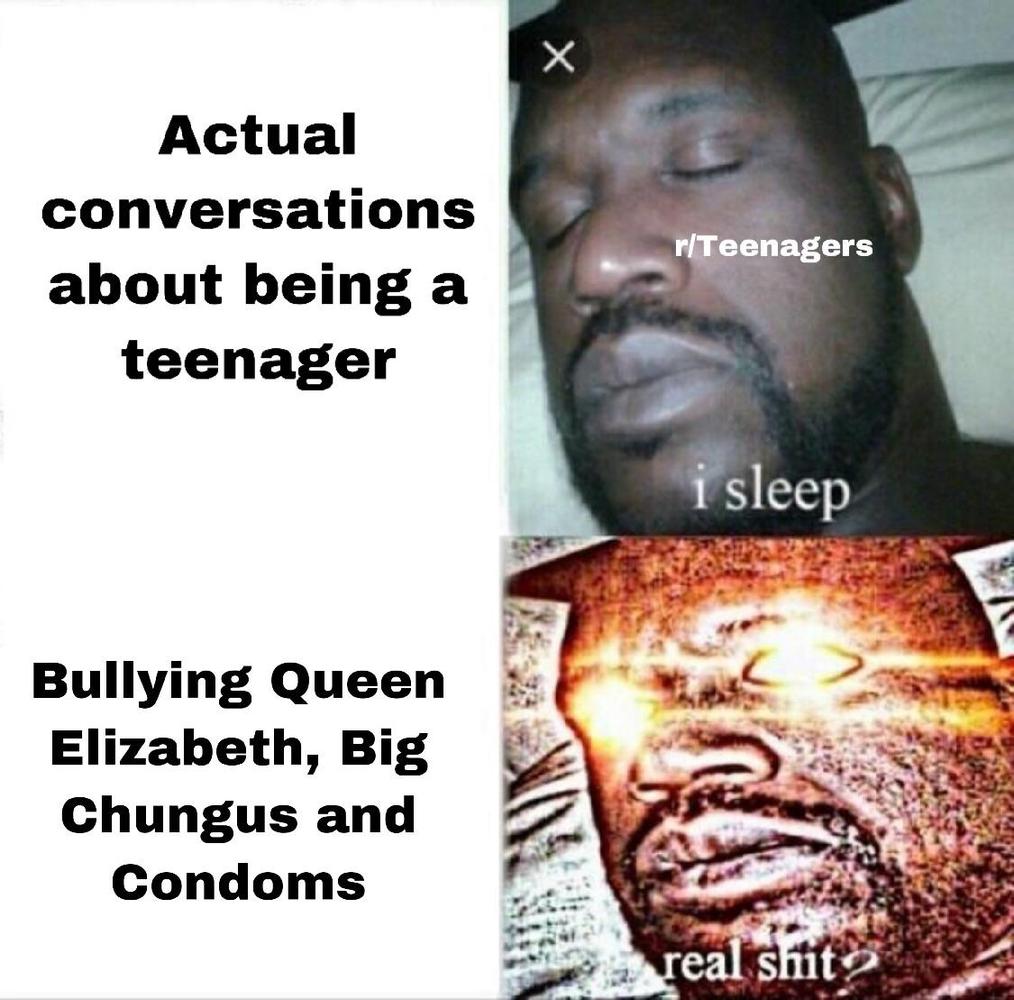 Actual
conversations
about being a
teenager
r/Teenagers
i sleep
Bullying Queen
Elizabeth, Big
Chungus and
Condoms
real shit?